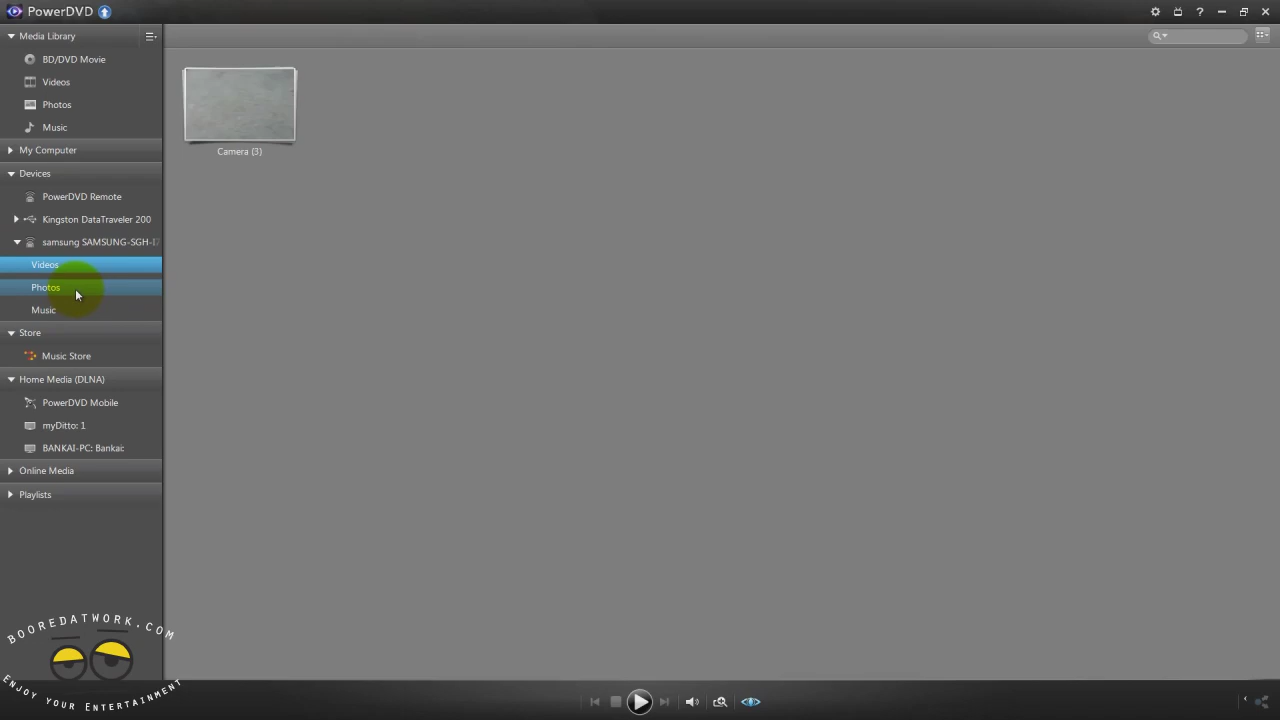 PowerDVD
Media Library
BD/DVD Movie
Videos
Photos
Music
My Computer
Devices
PowerDVD Remote
Kingston DataTraveler 200
samsung SAMSUNG-SGH-I7
Videos
Photos
Music
Store
Music Store
Home Media (DLNA)
PowerDVD Mobile
myDitto: 1
BANKAI-PC: Bankai:
Online Media
Playlists
Camera (3)
BOOREDATWORK.COM
ENJOY YOUR ENTERTAINMENT